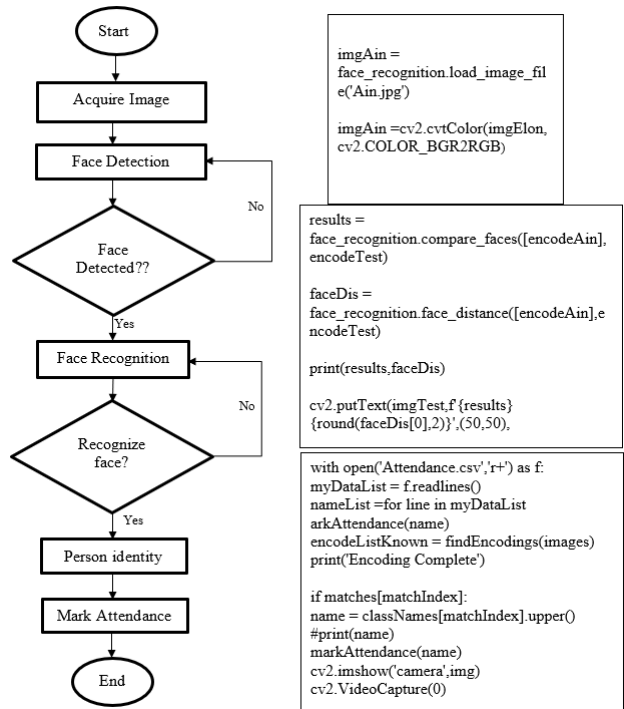 Start
Acquire Image
Face Detection
No
Face
Detected??
Yes
Face Recognition
No
Recognize
face?
Yes
Person identity
Mark Attendance
End
imgAin =
face_recognition.load_image_fil
e('Ain.jpg')
imgAin =cv2.cvtColor(imgElon,
cv2.COLOR_BGR2RGB)
results =
face_recognition.compare_faces([encodeAin],
encodeTest)
faceDis =
face_recognition.face_distance([encodeAin],e
ncodeTest)
print(results,faceDis)
cv2.putText(imgTest,f'{results}
{round(faceDis[0],2)}',(50,50),
with open('Attendance.csv','r+') as f:
myDataList = f.readlines()
nameList =for line in myDataList
arkAttendance(name)
encodeListKnown = findEncodings(images)
print('Encoding Complete')
if matches[matchIndex]:
name = classNames[matchIndex].upper()
#print(name)
markAttendance(name)
cv2.imshow('camera',img)
cv2.VideoCapture(0)